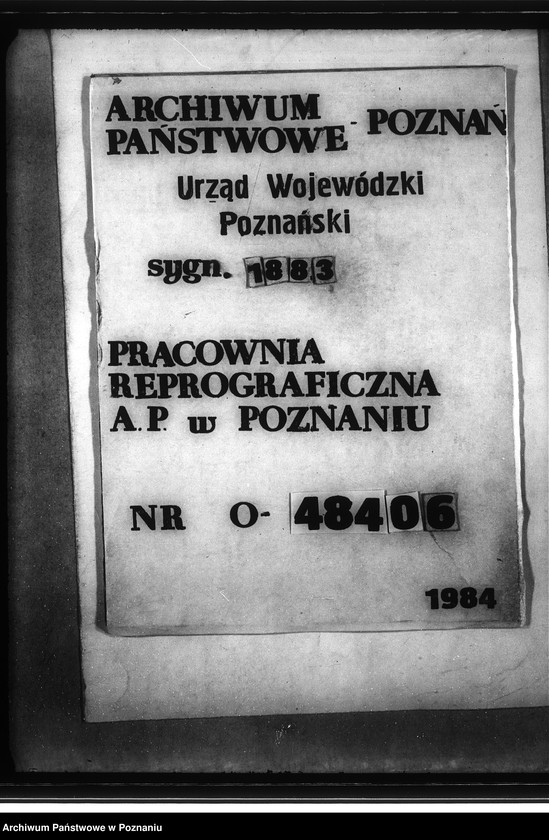 ARCHIWUM
PAŃSTWOWE - POZNAŃ
Urząd Wojewódzki
Poznański
sygn. 1883
PRACOWNIA
REPROGRAFICZNA
A.P. w POZNANIU
NR O- 48406
1984
Archiwum Państwowe w Poznaniu